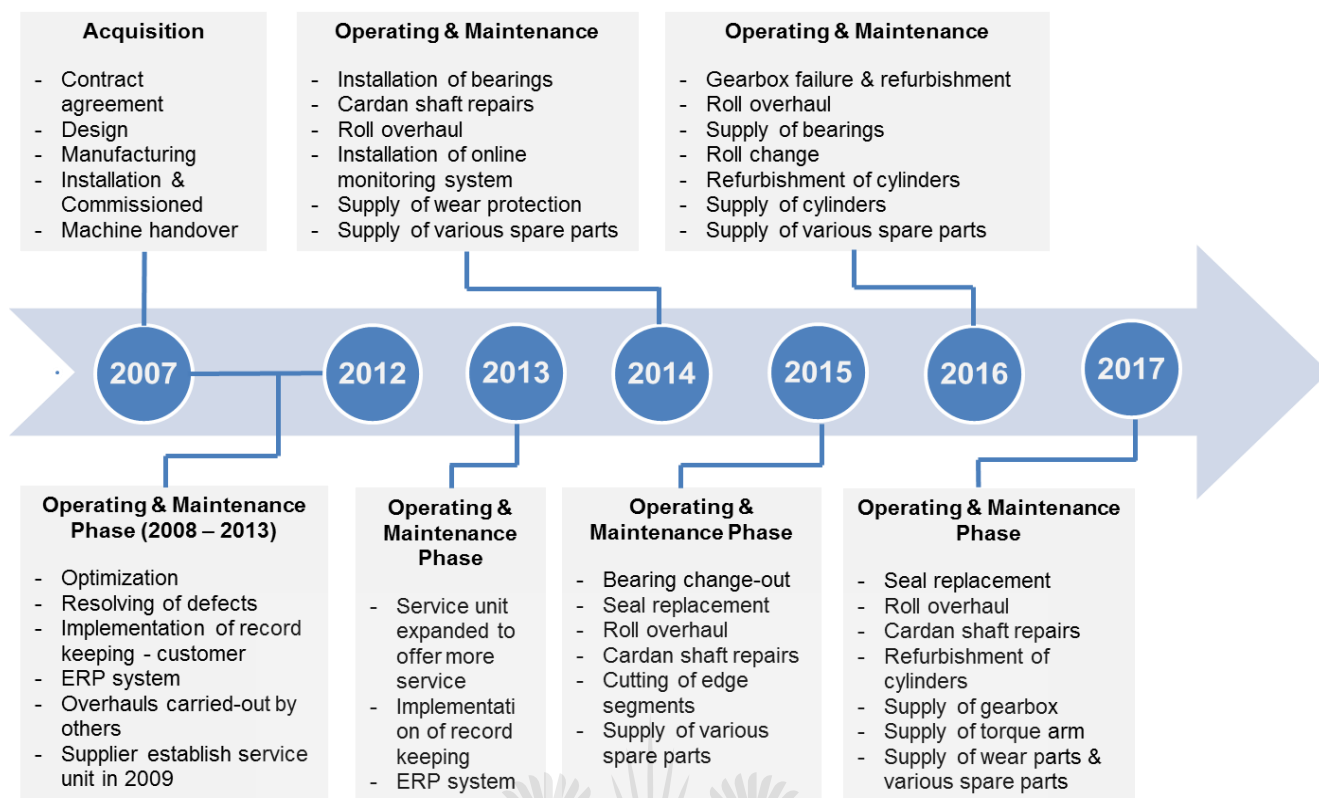 Acquisition
- Contract
agreement
- Design
- Manufacturing
- Installation &
Commissioned
- Machine handover
Operating & Maintenance
- Installation of bearings
- Cardan shaft repairs
- Roll overhaul
- Installation of online
monitoring system
- Supply of wear protection
- Supply of various spare parts
Operating & Maintenance
- Gearbox failure & refurbishment
- Roll overhaul
- Supply of bearings
- Roll change
- Refurbishment of cylinders
- Supply of cylinders
- Supply of various spare parts
2007
2012
2013
2014
2015
2016
2017
Operating & Maintenance
Phase (2008 – 2013)
- Optimization
- Resolving of defects
- Implementation of record
keeping - customer
- ERP system
- Overhauls carried-out by
others
- Supplier establish service
unit in 2009
Operating &
Maintenance
Phase
- Service unit
expanded to
offer more
service
- Implementati
on of record
keeping
- ERP system
Operating &
Maintenance Phase
- Bearing change-out
- Seal replacement
- Roll overhaul
- Cardan shaft repairs
- Cutting of edge
segments
- Supply of various
spare parts
Operating & Maintenance
Phase
- Seal replacement
- Roll overhaul
- Cardan shaft repairs
- Refurbishment of
cylinders
- Supply of gearbox
- Supply of torque arm
- Supply of wear parts &
various spare parts